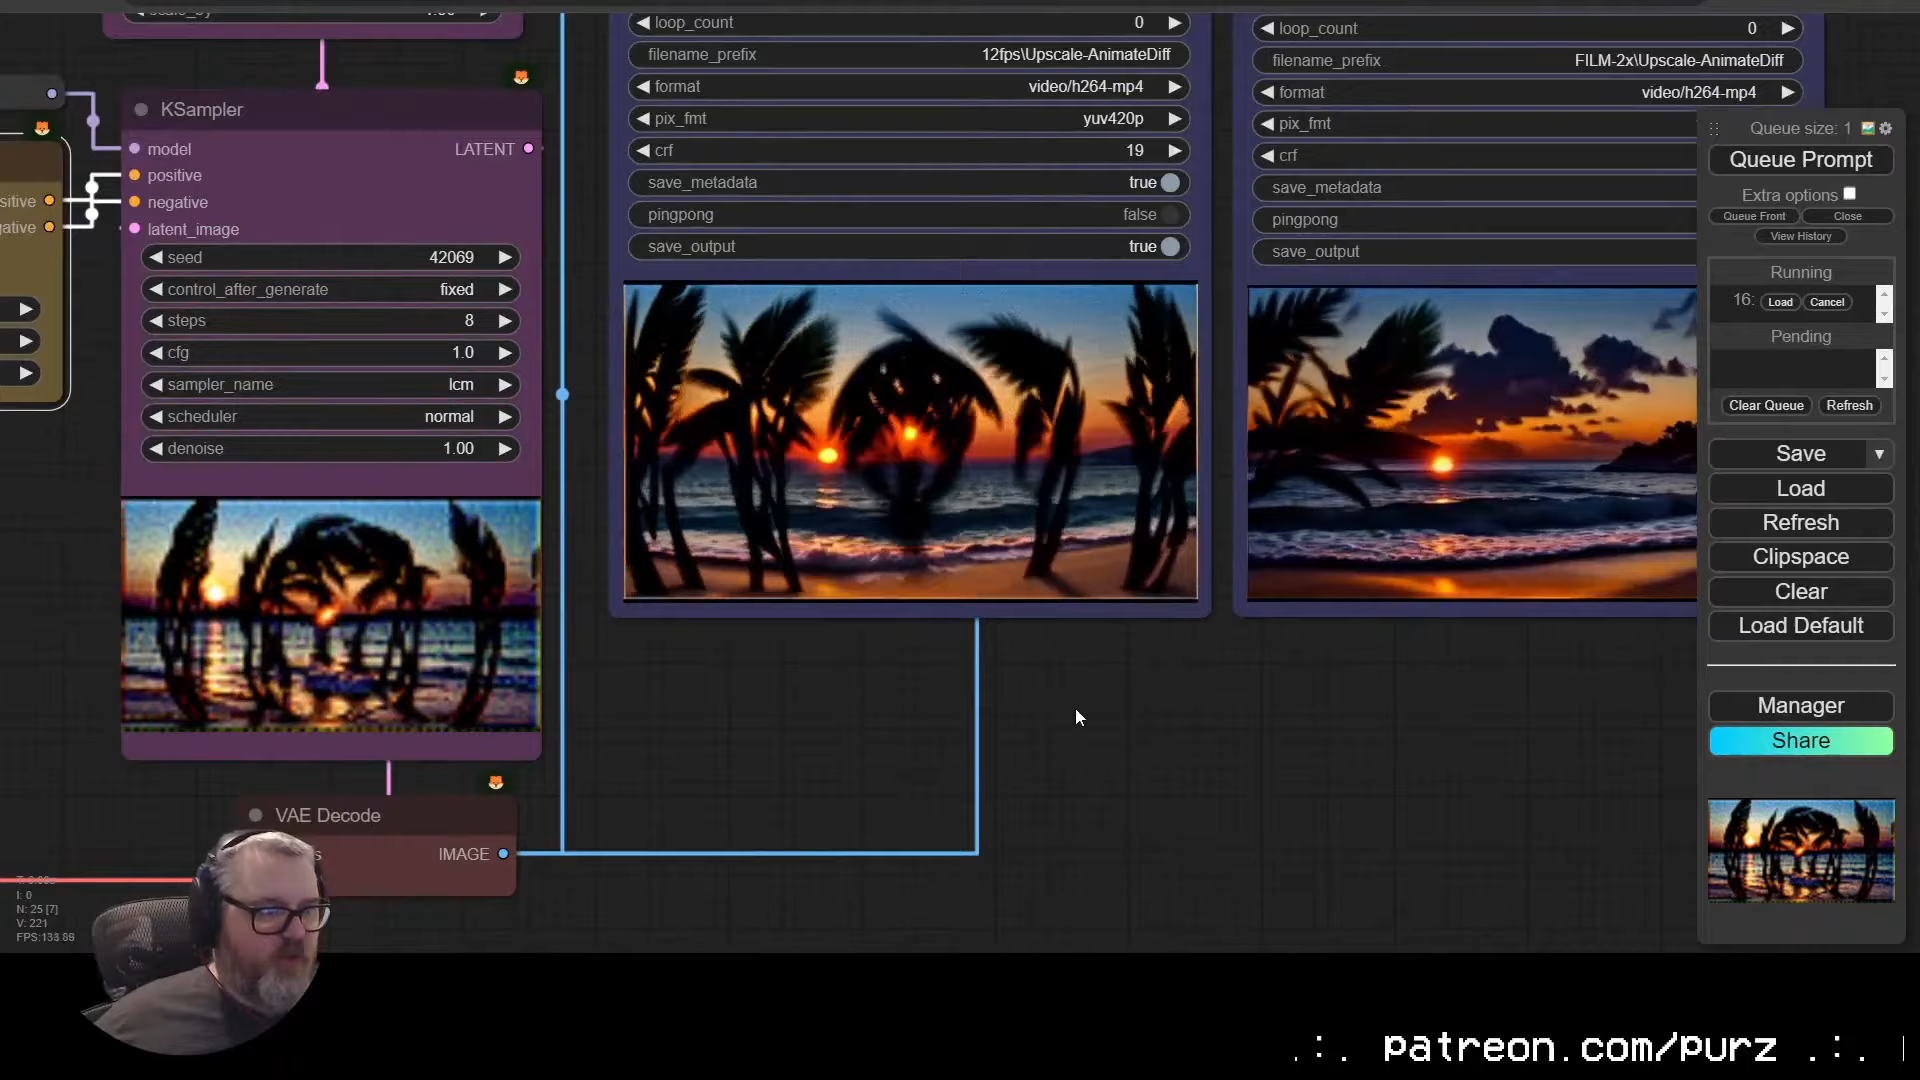 KSampler
model
LATENT
positive
negative
latent_image
seed 42069
control_after_generate fixed
steps 8
cfg 1.0
sampler_name lcm
scheduler normal
denoise 1.00
sitive
gative
VAE Decode
IMAGE
I: 0
N: 25 [7]
V: 221
loop_count 0
filename_prefix 12fps\Upscale-AnimateDiff
format video/h264-mp4
pix_fmt yuv420p
crf 19
save_metadata true
pingpong false
save_output true
loop_count 0
filename_prefix FILM-2x\Upscale-AnimateDiff
format video/h264-mp4
pix_fmt
crf
save_metadata
pingpong
save_output
Queue size: 1
Queue Prompt
Extra options
Queue Front Close
View History
Running
16: Load Cancel
Pending
Clear Queue Refresh
Save
Load
Refresh
Clipspace
Clear
Load Default
Manager
Share
.:. patreon.com/purz .:.